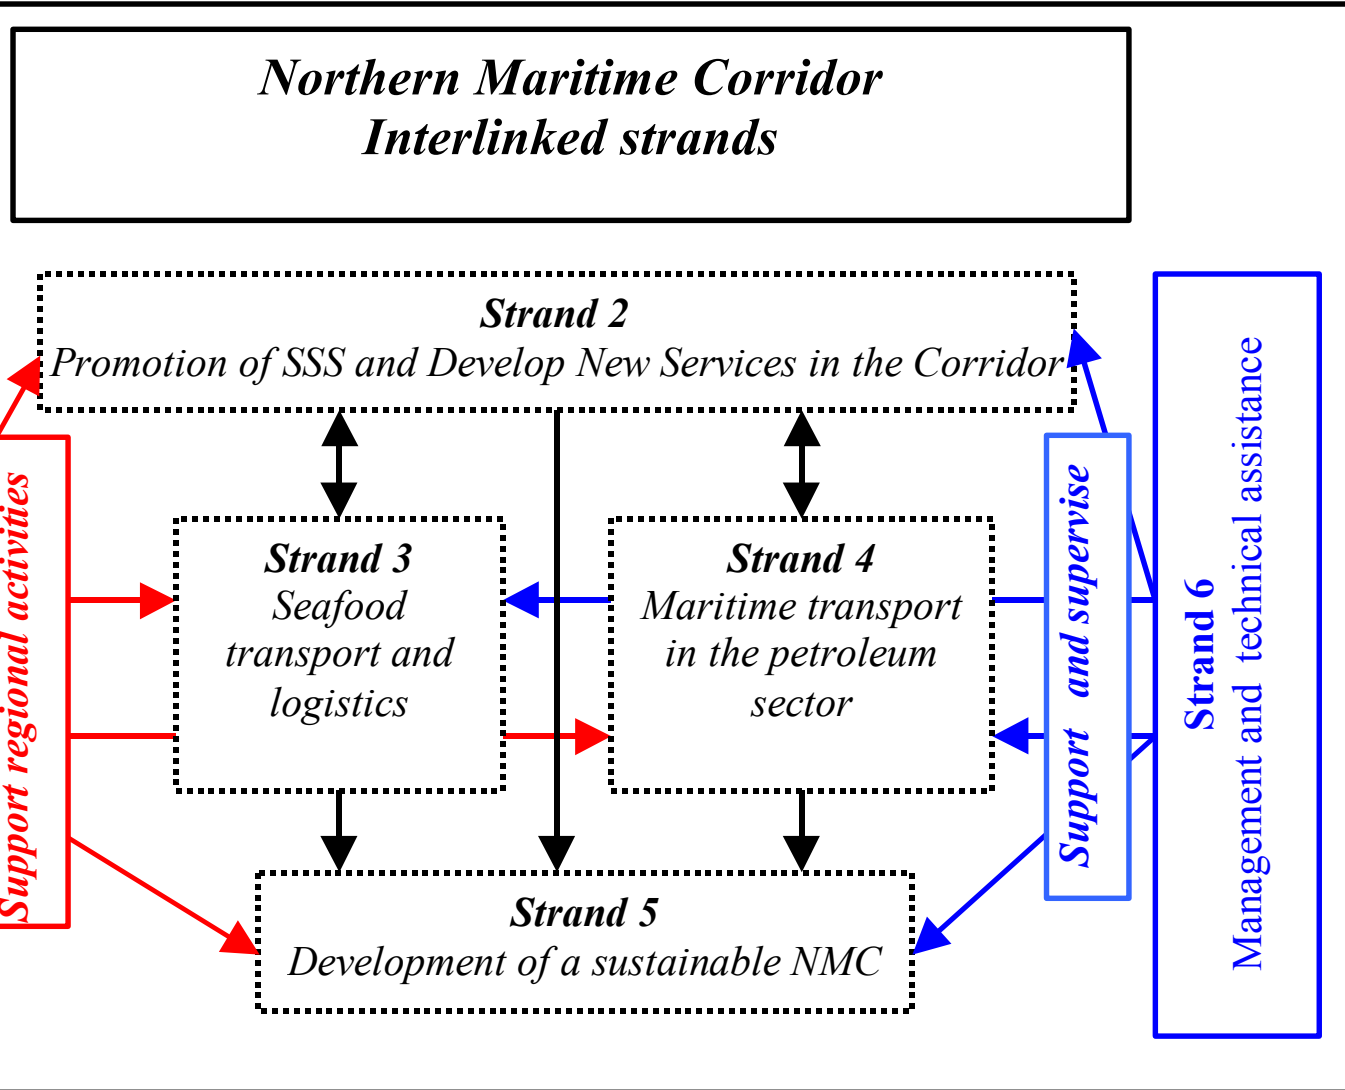 Northern Maritime Corridor
Interlinked strands
Strand 2
Promotion of SSS and Develop New Services in the Corridor
Support regional activities
Strand 3
Seafood
transport and
logistics
Strand 4
Maritime transport
in the petroleum
sector
Support and supervise
Strand 6
Management and technical assistance
Strand 5
Development of a sustainable NMC